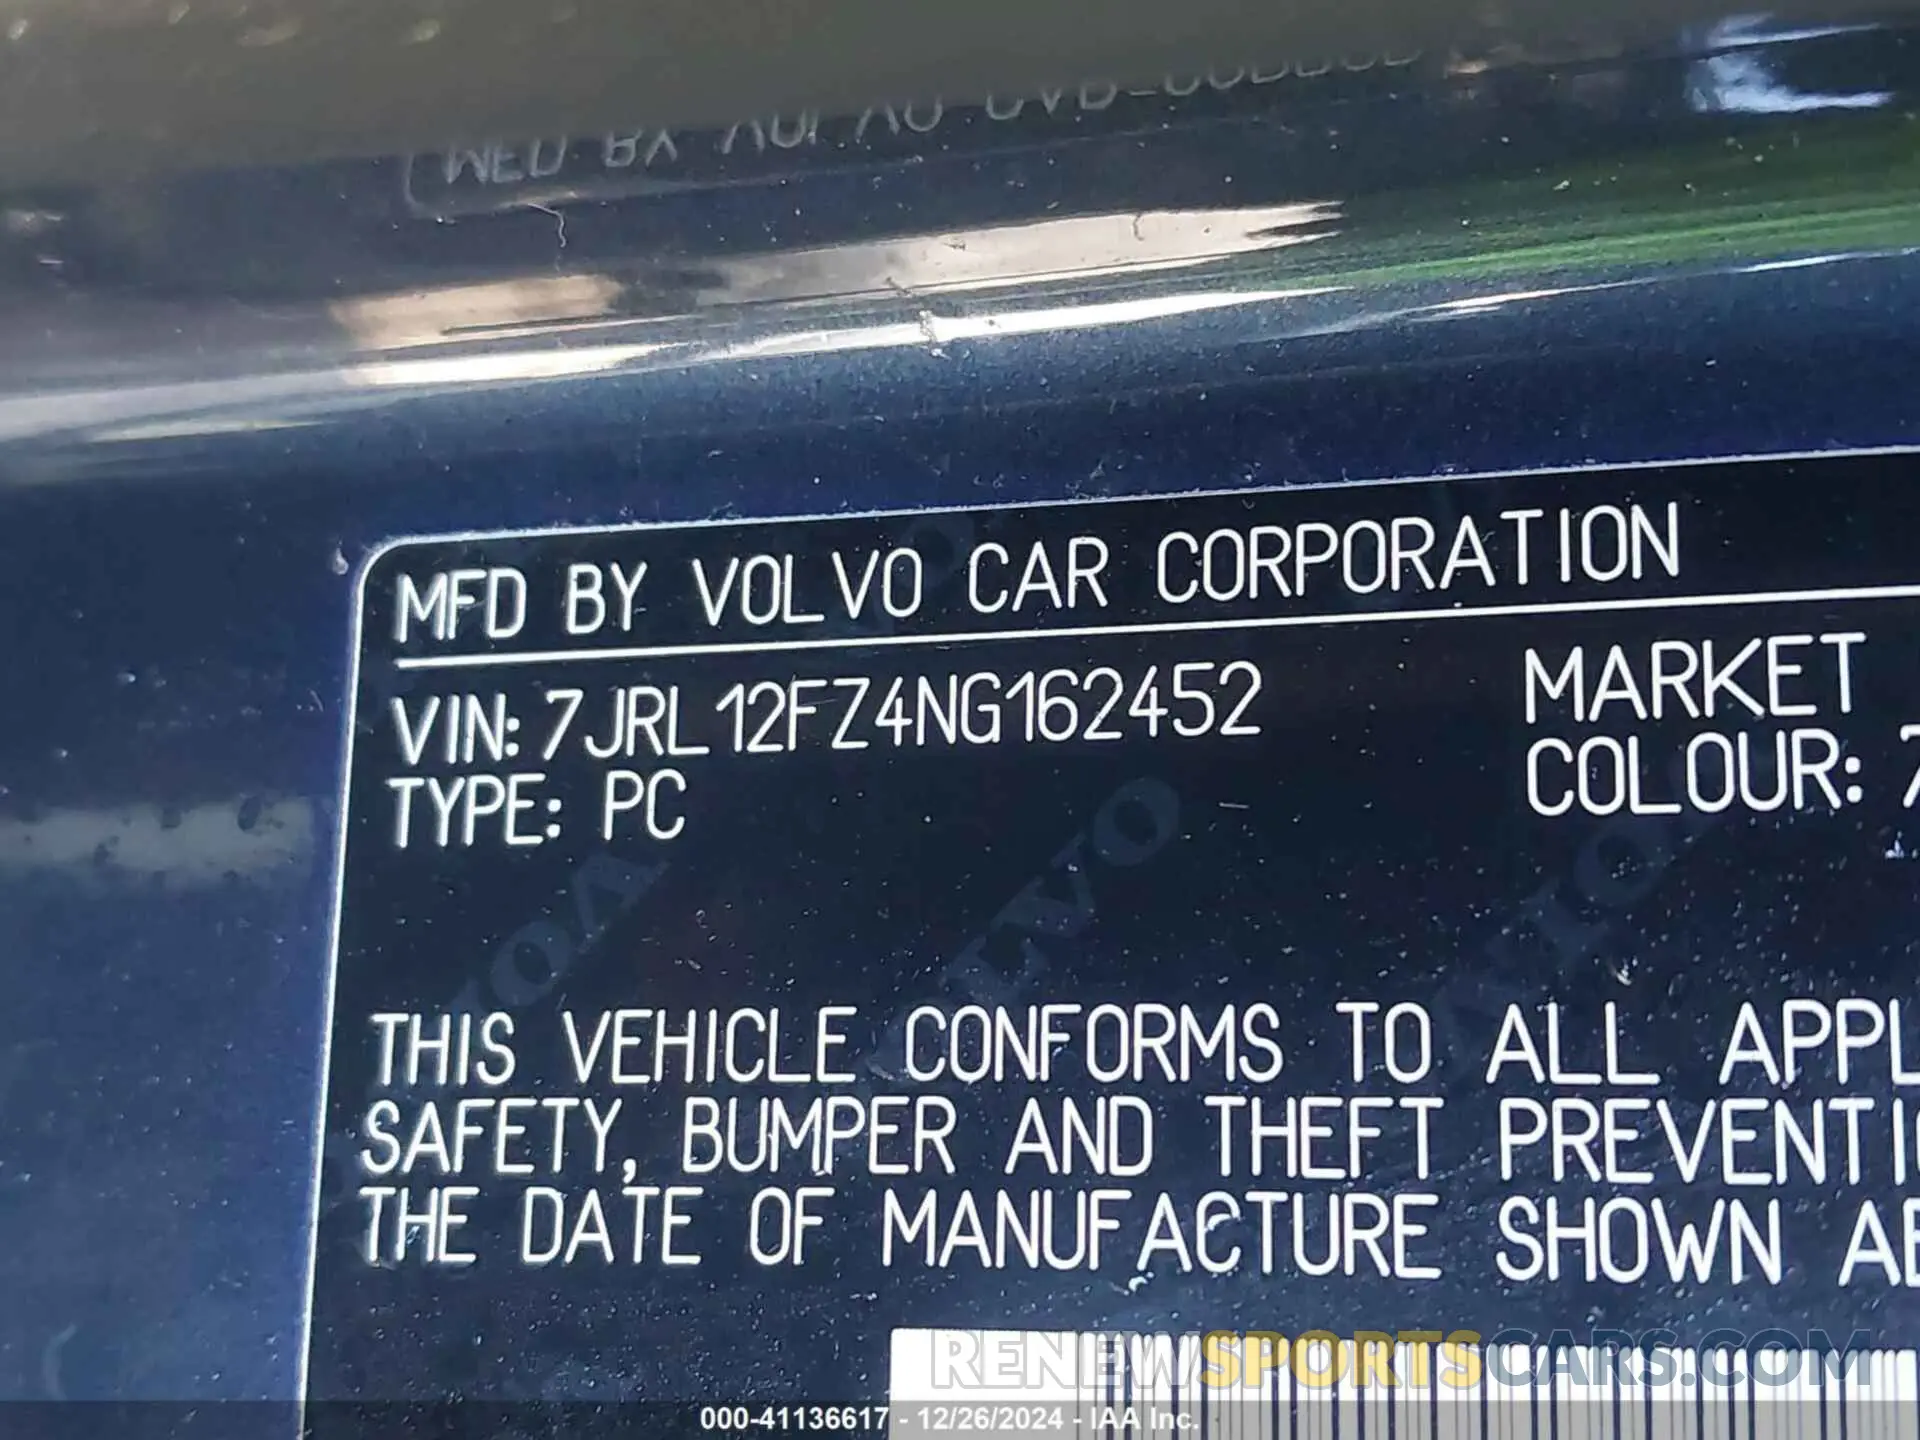 MFD BY VOLVO CAR CORPORATION
VIN: 7JRL12FZ4NG162452
MARKET
TYPE: PC
COLOUR: 7
THIS VEHICLE CONFORMS TO ALL APPL
SAFETY, BUMPER AND THEFT PREVENTI
THE DATE OF MANUFACTURE SHOWN AB
RENEWSPORTSCARS.COM
000-41136617 - 12/26/2024 - IAA Inc.